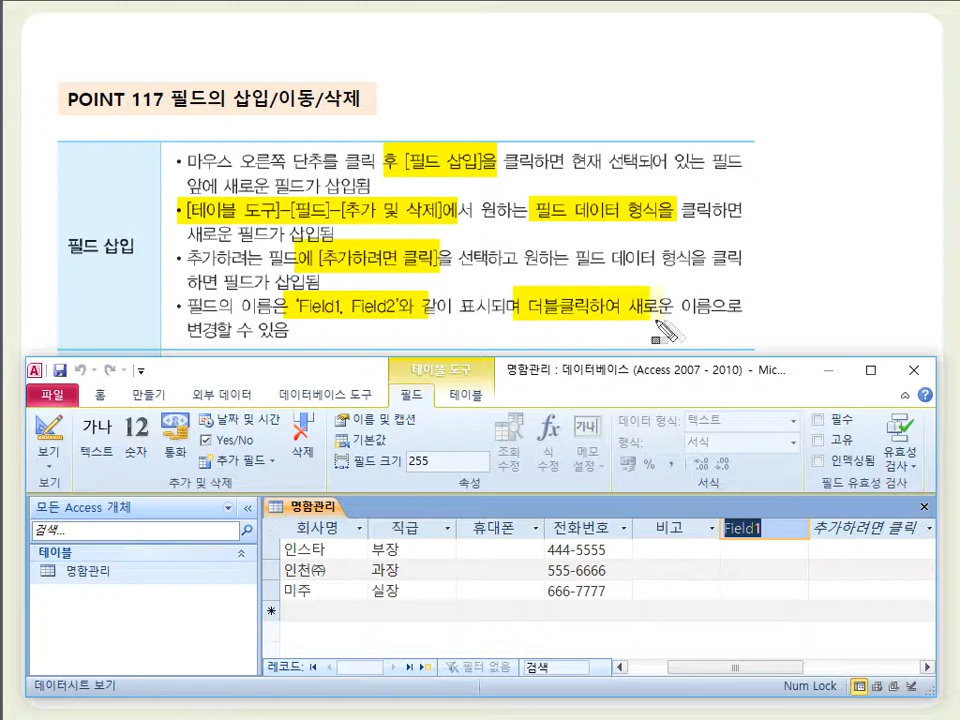 POINT 117 필드의 삽입/이동/삭제
필드 삽입
• 마우스 오른쪽 단추를 클릭 후 [필드 삽입]을 클릭하면 현재 선택되어 있는 필드
앞에 새로운 필드가 삽입됨
• [테이블 도구]-[필드]-[추가 및 삭제]에서 원하는 필드 데이터 형식을 클릭하면
새로운 필드가 삽입됨
• 추가하려는 필드에 [추가하려면 클릭]을 선택하고 원하는 필드 데이터 형식을 클릭
하면 필드가 삽입됨
• 필드의 이름은 ‘Field1, Field2’와 같이 표시되며 더블클릭하여 새로운 이름으로
변경할 수 있음
테이블 도구 명함관리 : 데이터베이스 (Access 2007 - 2010) - Mic...
파일 홈 만들기 외부 데이터 데이터베이스 도구 필드 테이블
보기
가나 텍스트
12 숫자
통화
날짜 및 시간
Yes/No
추가 필드
삭제
이름 및 캡션
기본값
필드 크기 255
조회 수정
fx 식 수정
가나 메모 설정
데이터 형식: 텍스트
형식: 서식
% ,
필수
고유
인덱싱됨
유효성 검사
보기 추가 및 삭제 속성 서식 필드 유효성 검사
모든 Access 개체
검색...
테이블
명함관리
명함관리
회사명 직급 휴대폰 전화번호 비고 Field1 추가하려면 클릭
인스타 부장 444-5555
인천㈜ 과장 555-6666
미주 실장 666-7777
레코드: 필터 없음 검색
데이터시트 보기 Num Lock